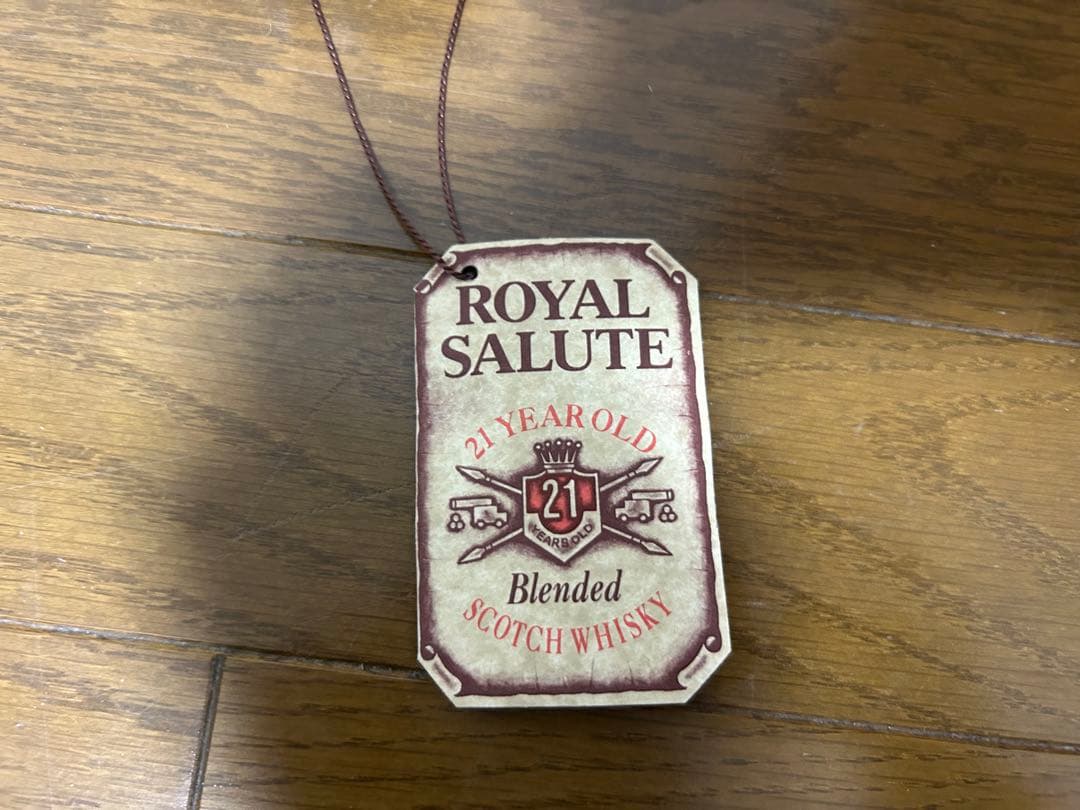 ROYAL
SALUTE
21 YEAR OLD
21
YEARS OLD
Blended
SCOTCH WHISKY